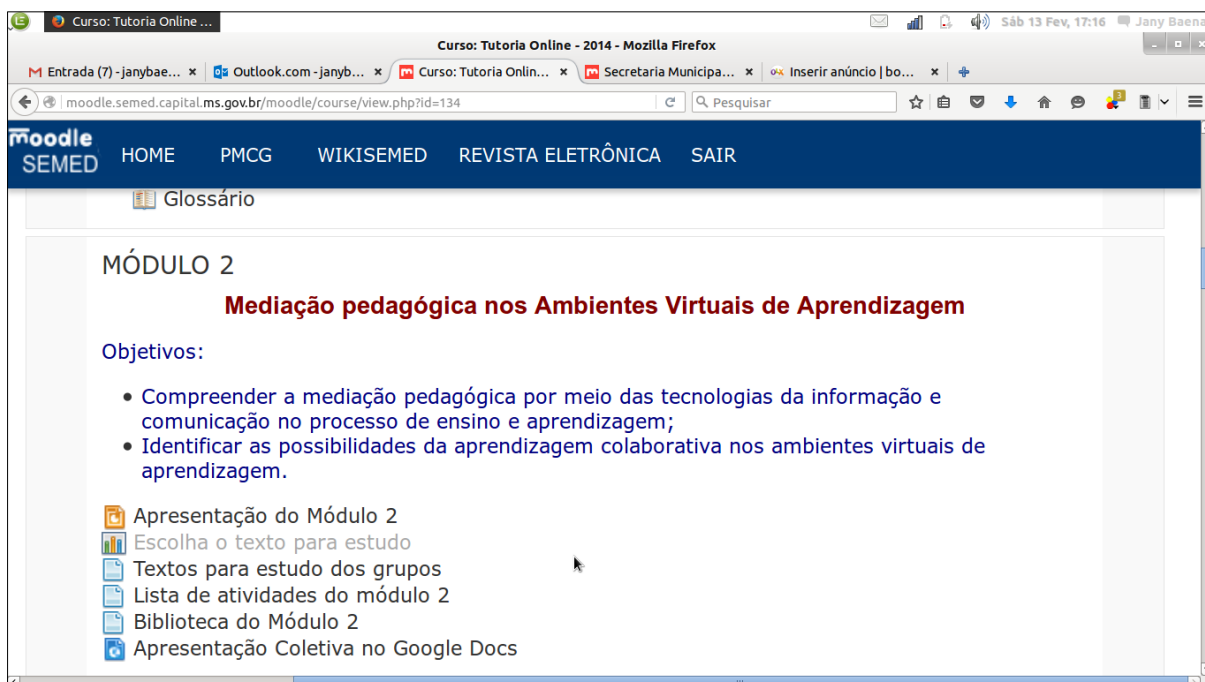 Curso: Tutoria Online ...
Sáb 13 Fev, 17:16 Jany Baena
Curso: Tutoria Online - 2014 - Mozilla Firefox
Entrada (7) - janybae... Outlook.com - janyb... Curso: Tutoria Onlin... Secretaria Municipa... Inserir anúncio | bo...
moodle.semed.capital.ms.gov.br/moodle/course/view.php?id=134 Pesquisar 3
moodle
SEMED HOME PMCG WIKISEMED REVISTA ELETRÔNICA SAIR
Glossário
MÓDULO 2
Mediação pedagógica nos Ambientes Virtuais de Aprendizagem
Objetivos:
Compreender a mediação pedagógica por meio das tecnologias da informação e
comunicação no processo de ensino e aprendizagem;
Identificar as possibilidades da aprendizagem colaborativa nos ambientes virtuais de
aprendizagem.
Apresentação do Módulo 2
Escolha o texto para estudo
Textos para estudo dos grupos
Lista de atividades do módulo 2
Biblioteca do Módulo 2
Apresentação Coletiva no Google Docs